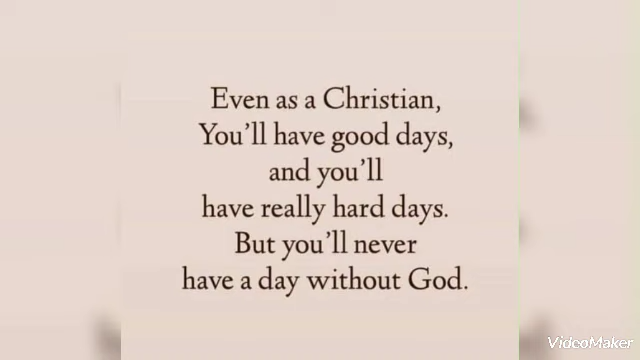 Even as a Christian,
You'll have good days,
and you'll
have really hard days.
But you'll never
have a day without God.
VideoMaker